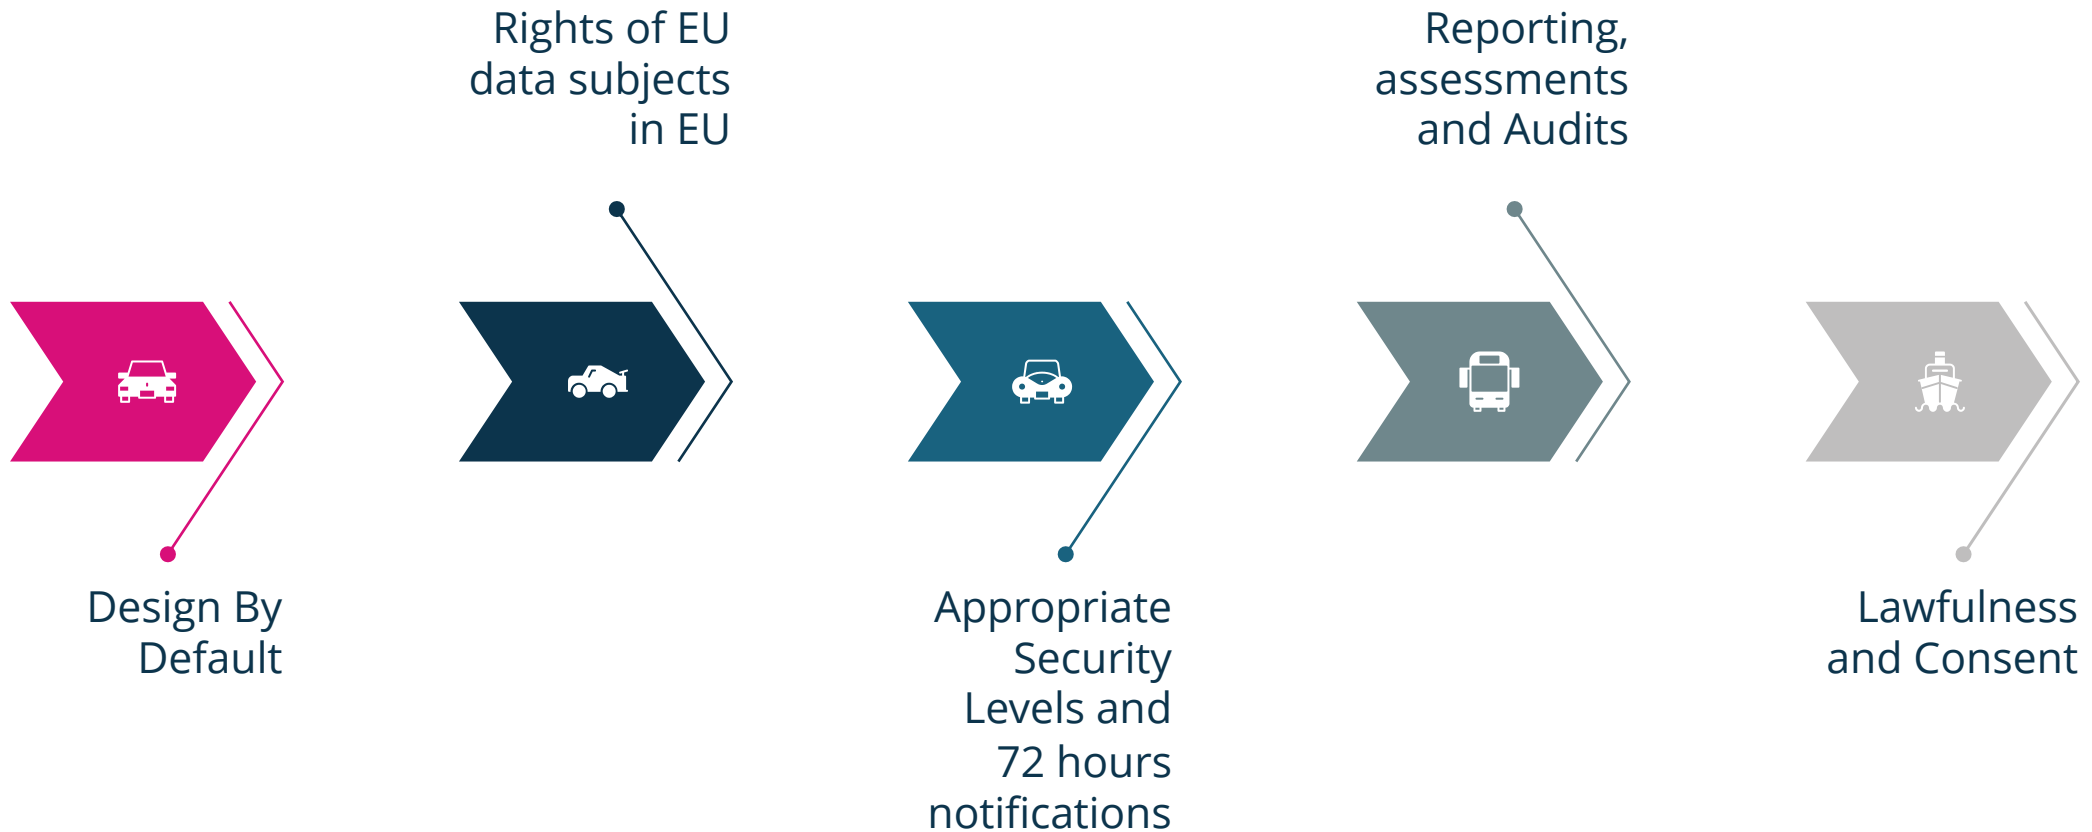 Rights of EU
data subjects
in EU
Reporting,
assessments
and Audits
Design By
Default
Appropriate
Security
Levels and
72 hours
notifications
Lawfulness
and Consent